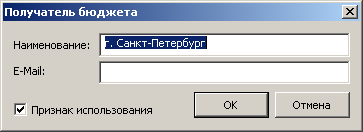 Получатель бюджета
Наименование: г. Санкт-Петербург
E-Mail:
Признак использования OK Отмена